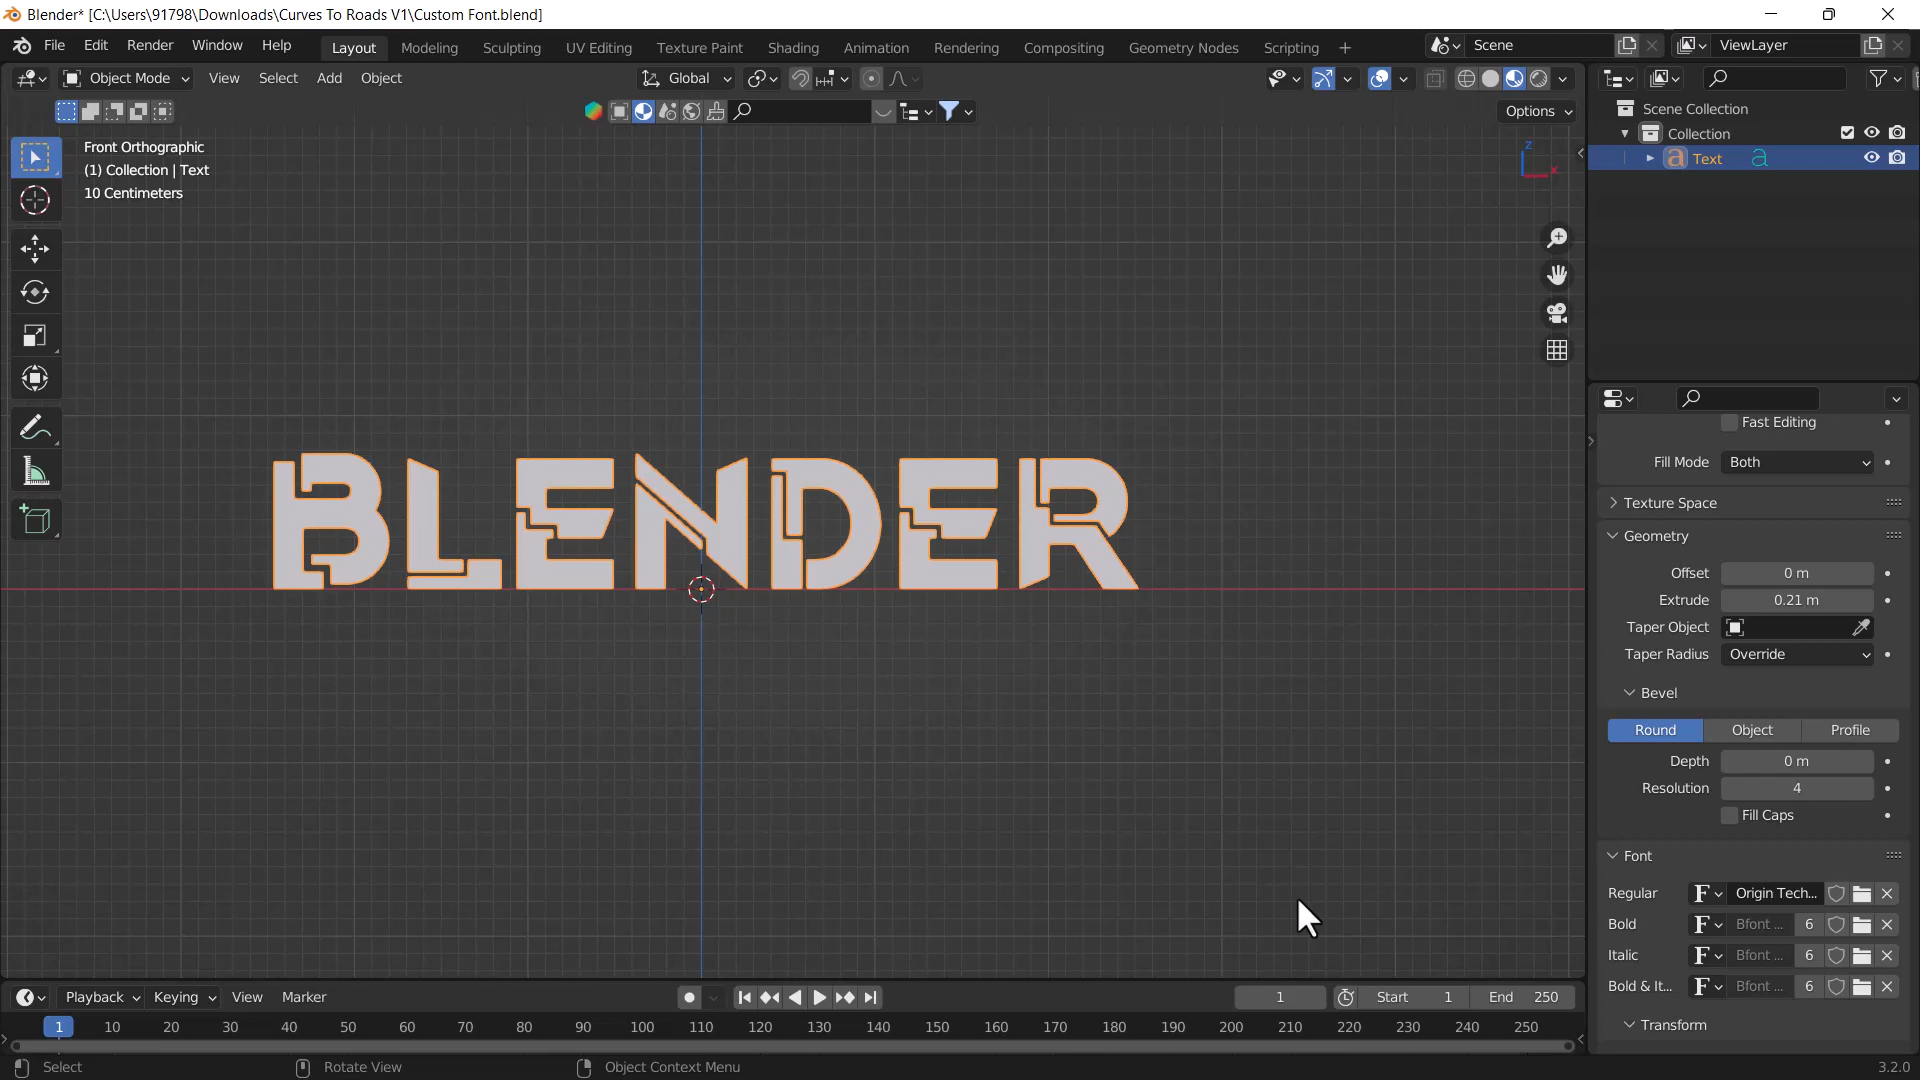 Blender* [C:\Users\91798\Downloads\Curves To Roads V1\Custom Font.blend]
File Edit Render Window Help Layout Modeling Sculpting UV Editing Texture Paint Shading Animation Rendering Compositing Geometry Nodes Scripting + Scene ViewLayer
Object Mode View Select Add Object Global
Options
Front Orthographic
(1) Collection | Text
10 Centimeters
Z
X
Scene Collection
Collection
Text
BLENDER
Fast Editing
Fill Mode Both
Texture Space
Geometry
Offset 0 m
Extrude 0.21 m
Taper Object
Taper Radius Override
Bevel
Round Object Profile
Depth 0 m
Resolution 4
Fill Caps
Font
Regular F Origin Tech...
Bold F Bfont ... 6
Italic F Bfont ... 6
Bold & It... F Bfont ... 6
Transform
Playback Keying View Marker 1 Start 1 End 250
1 10 20 30 40 50 60 70 80 90 100 110 120 130 140 150 160 170 180 190 200 210 220 230 240 250
Select Rotate View Object Context Menu 3.2.0